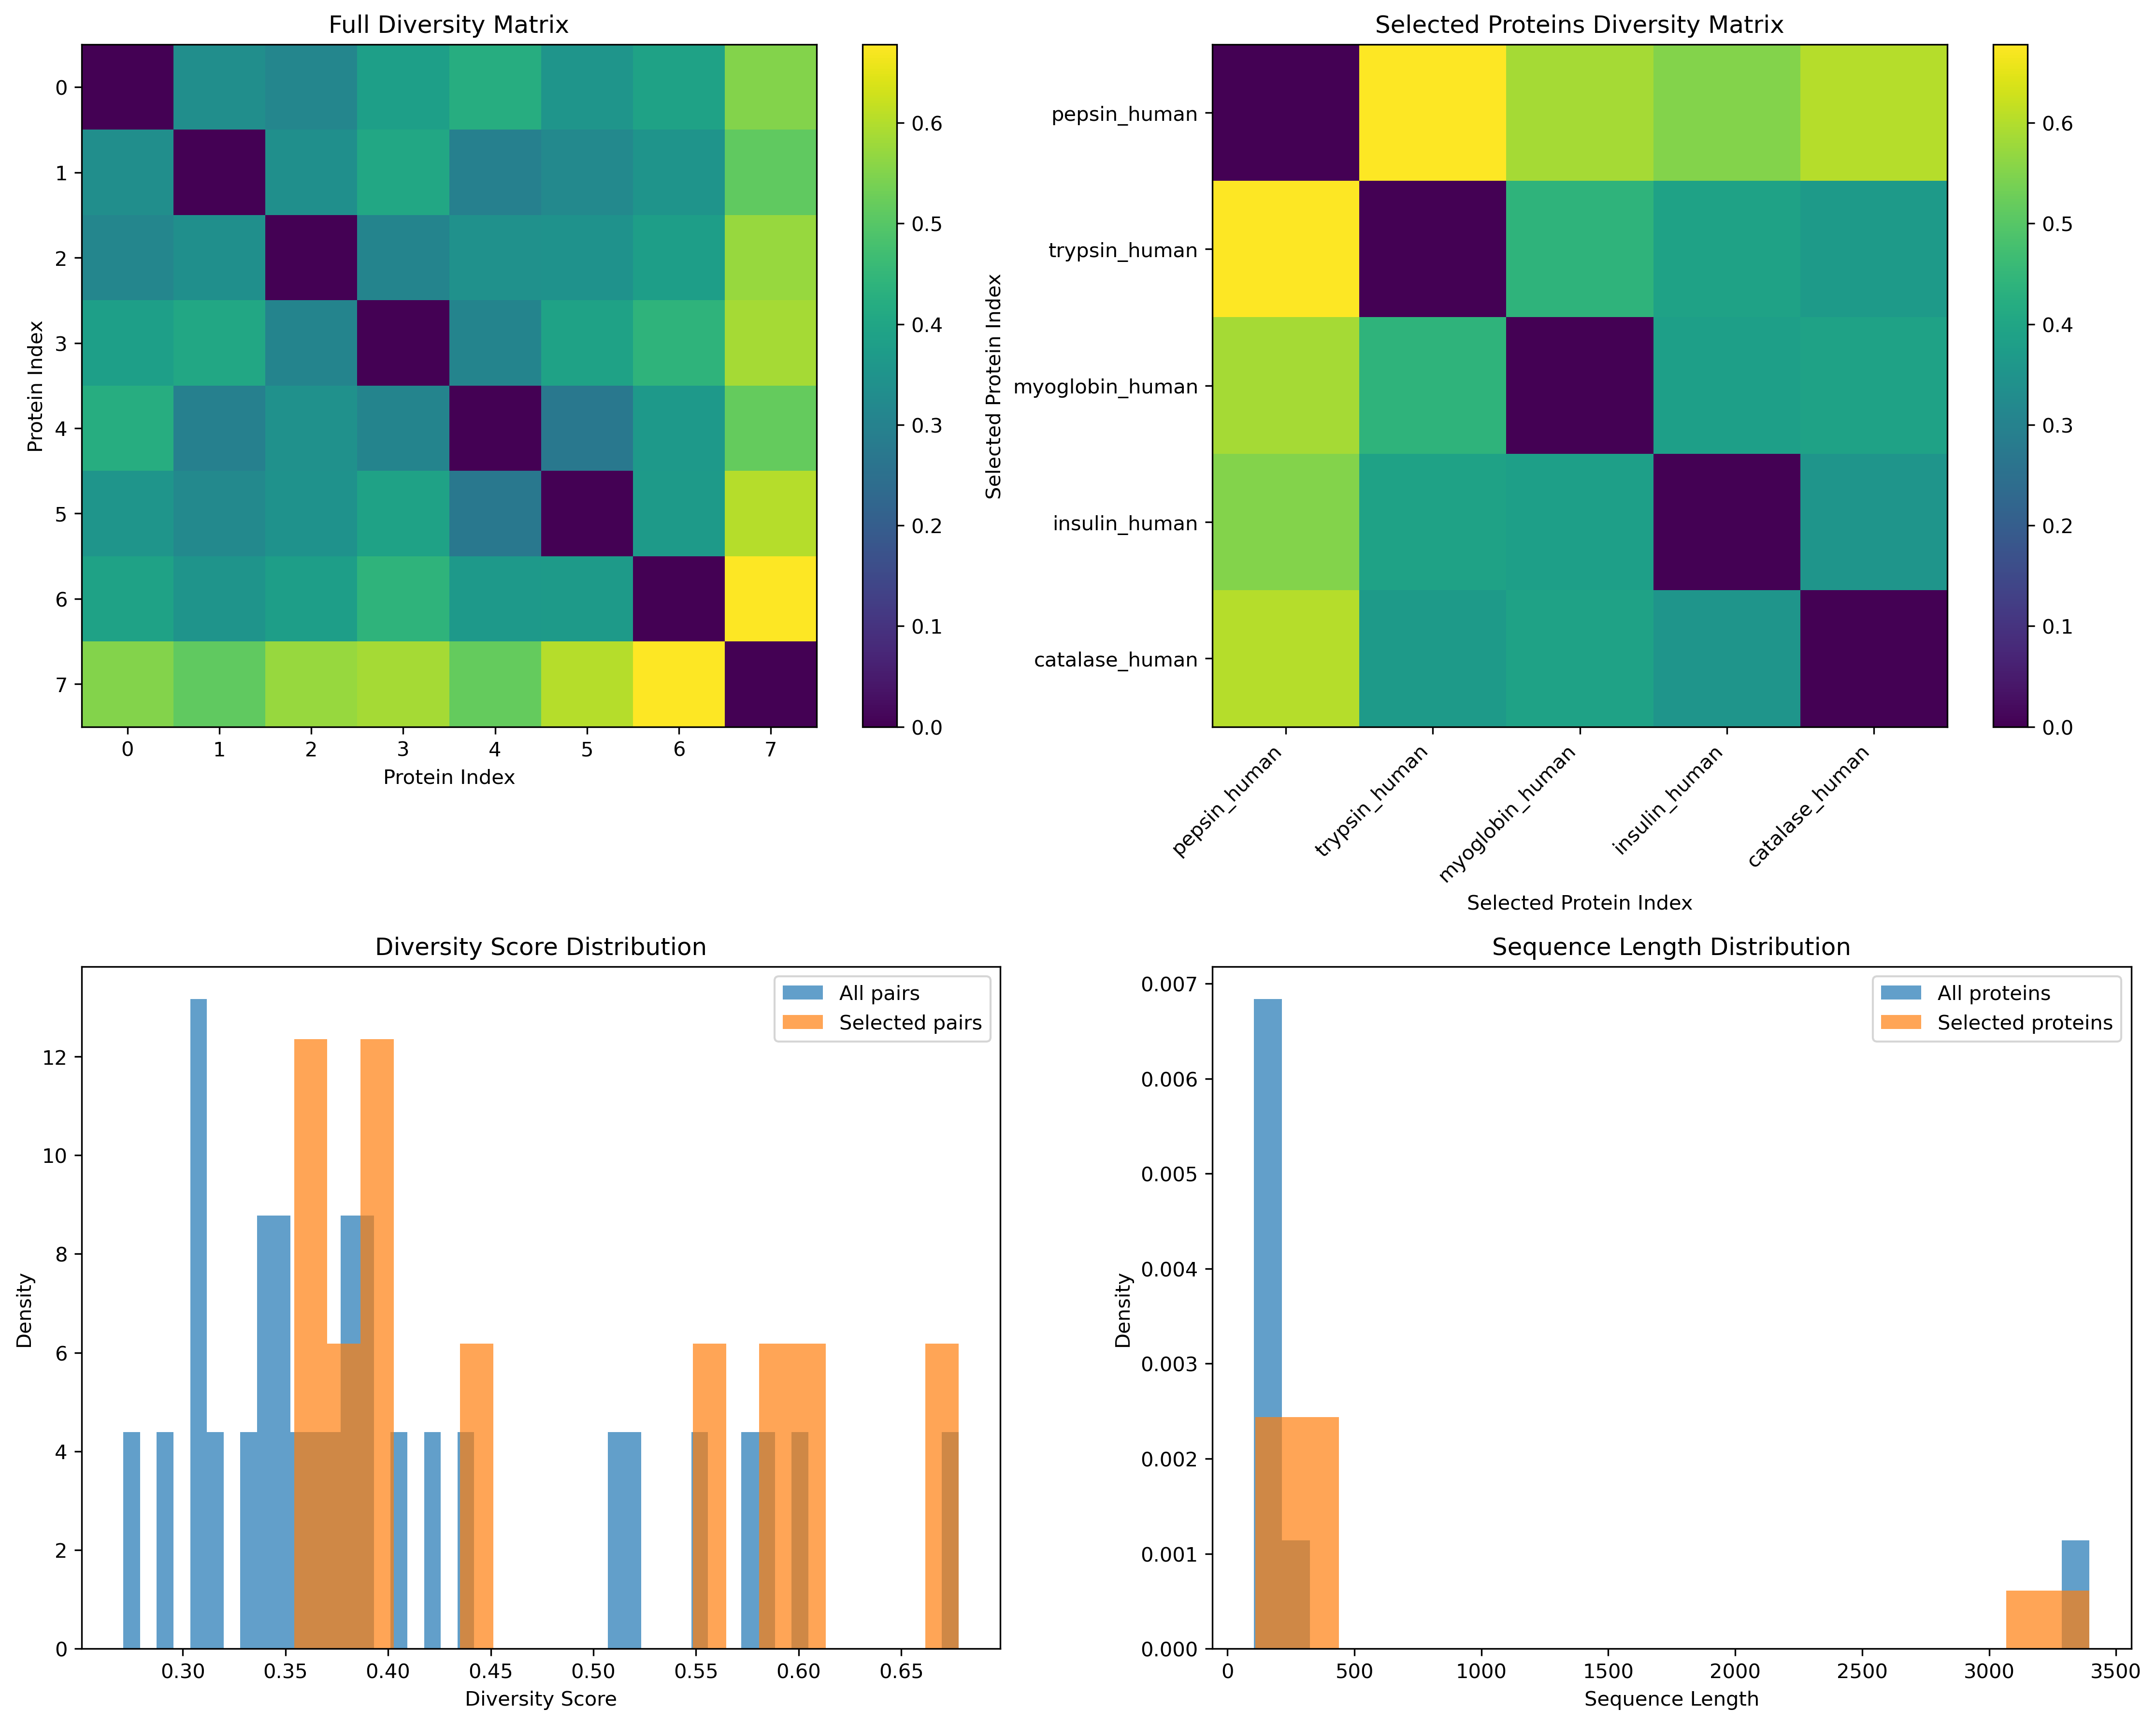 Full Diversity Matrix
Protein Index
0
1
2
3
4
5
6
7
0 1 2 3 4 5 6 7
Protein Index
0.6
0.5
0.4
0.3
0.2
0.1
0.0
Selected Proteins Diversity Matrix
Selected Protein Index
pepsin_human
trypsin_human
myoglobin_human
insulin_human
catalase_human
pepsin_human
trypsin_human
myoglobin_human
insulin_human
catalase_human
Selected Protein Index
0.6
0.5
0.4
0.3
0.2
0.1
0.0
Diversity Score Distribution
All pairs
Selected pairs
Density
12
10
8
6
4
2
0
0.30 0.35 0.40 0.45 0.50 0.55 0.60 0.65
Diversity Score
Sequence Length Distribution
All proteins
Selected proteins
Density
0.007
0.006
0.005
0.004
0.003
0.002
0.001
0.000
0 500 1000 1500 2000 2500 3000 3500
Sequence Length